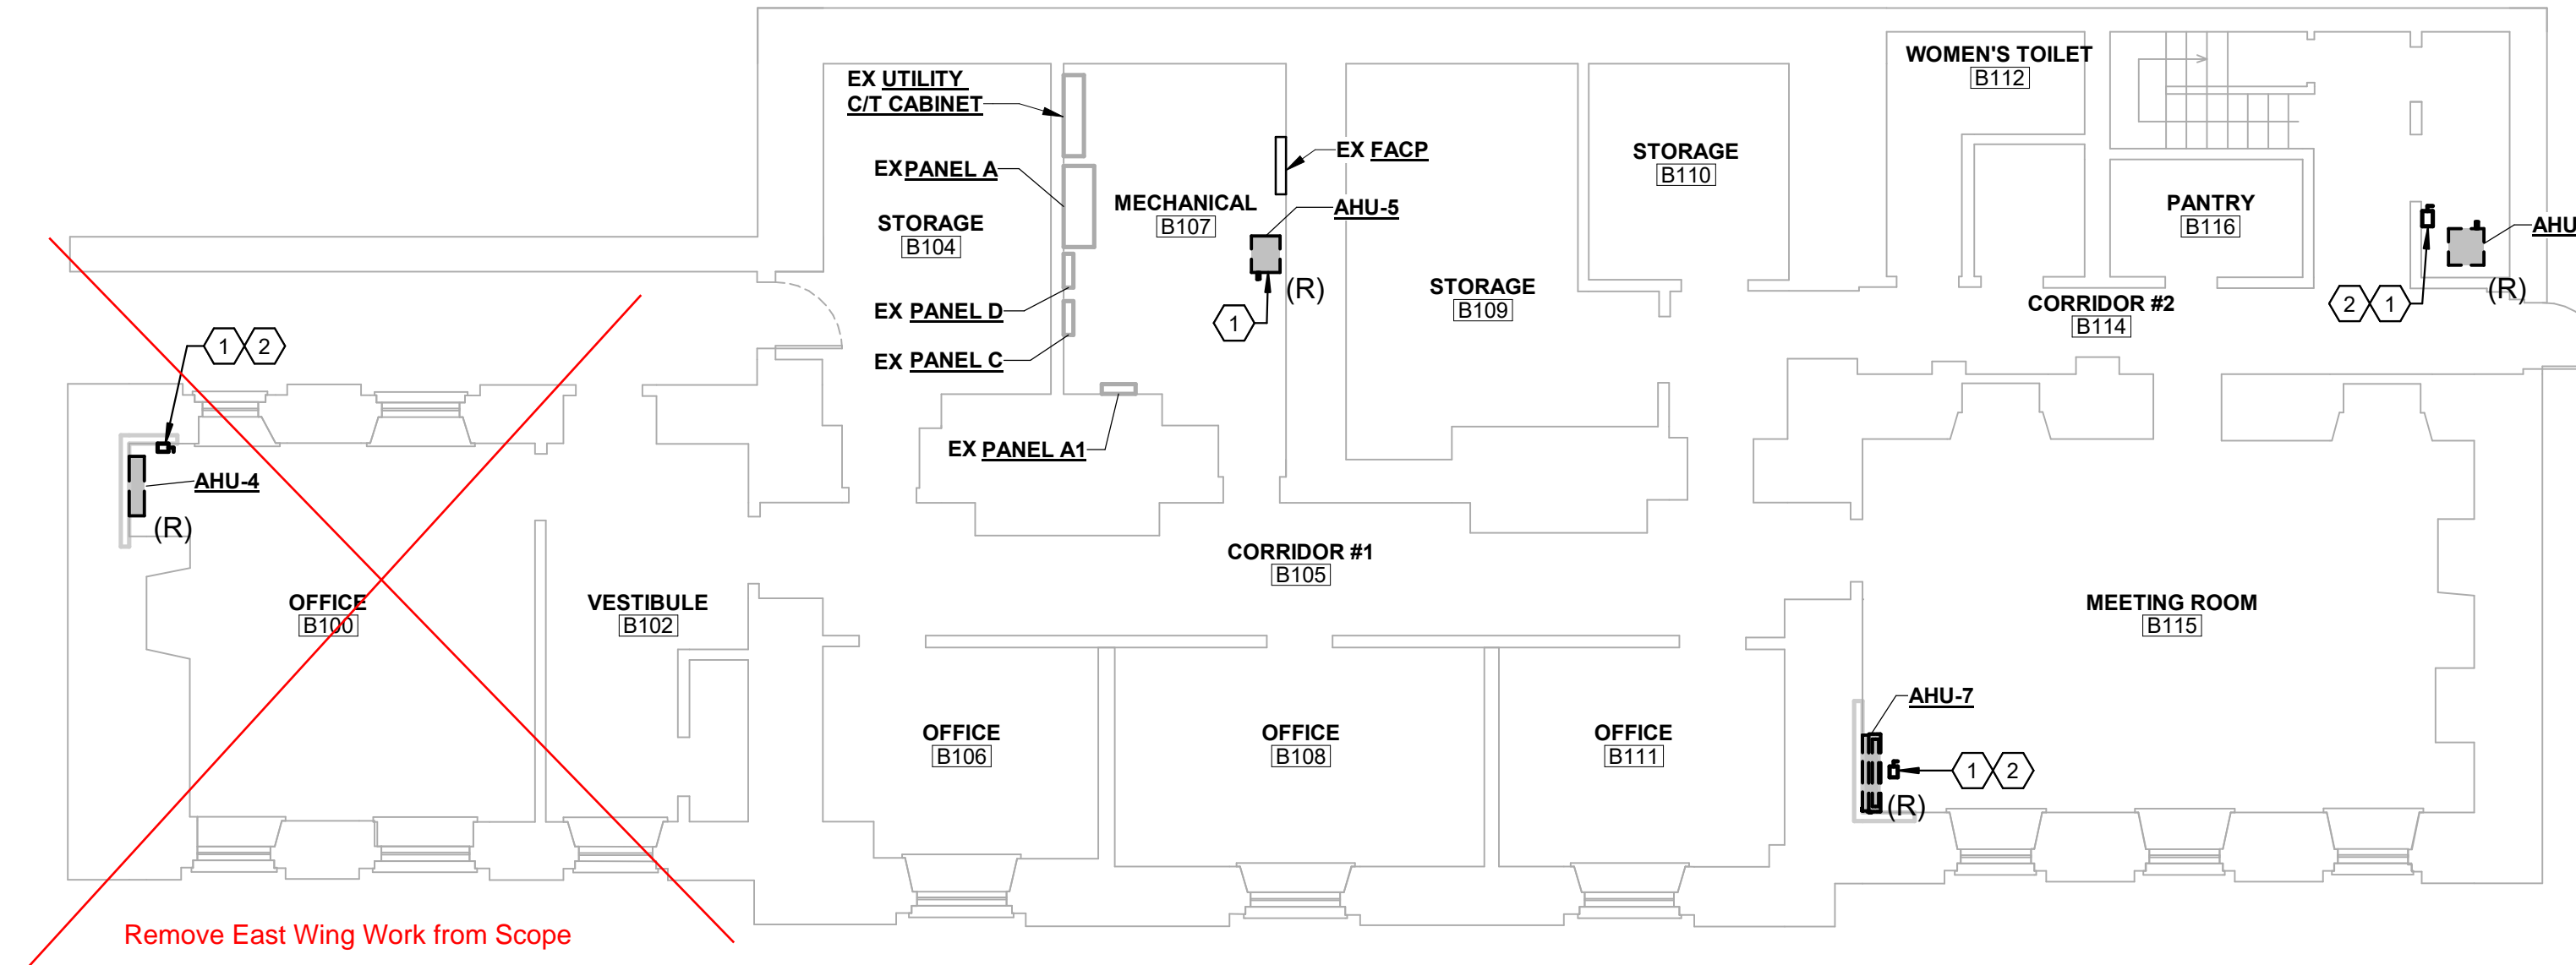 WOMEN'S TOILET
B112
EX UTILITY
C/T CABINET
EX FACP
STORAGE
B110
EX PANEL A
MECHANICAL
B107
AHU-5
PANTRY
B116
AHU
STORAGE
B104
(R)
STORAGE
B109
(R)
CORRIDOR #2
B114
2 1
EX PANEL D
1
1 2
EX PANEL C
EX PANEL A1
AHU-4
(R)
CORRIDOR #1
B105
OFFICE
B100
VESTIBULE
B102
MEETING ROOM
B115
AHU-7
OFFICE
B106
OFFICE
B108
OFFICE
B111
1 2
(R)
Remove East Wing Work from Scope